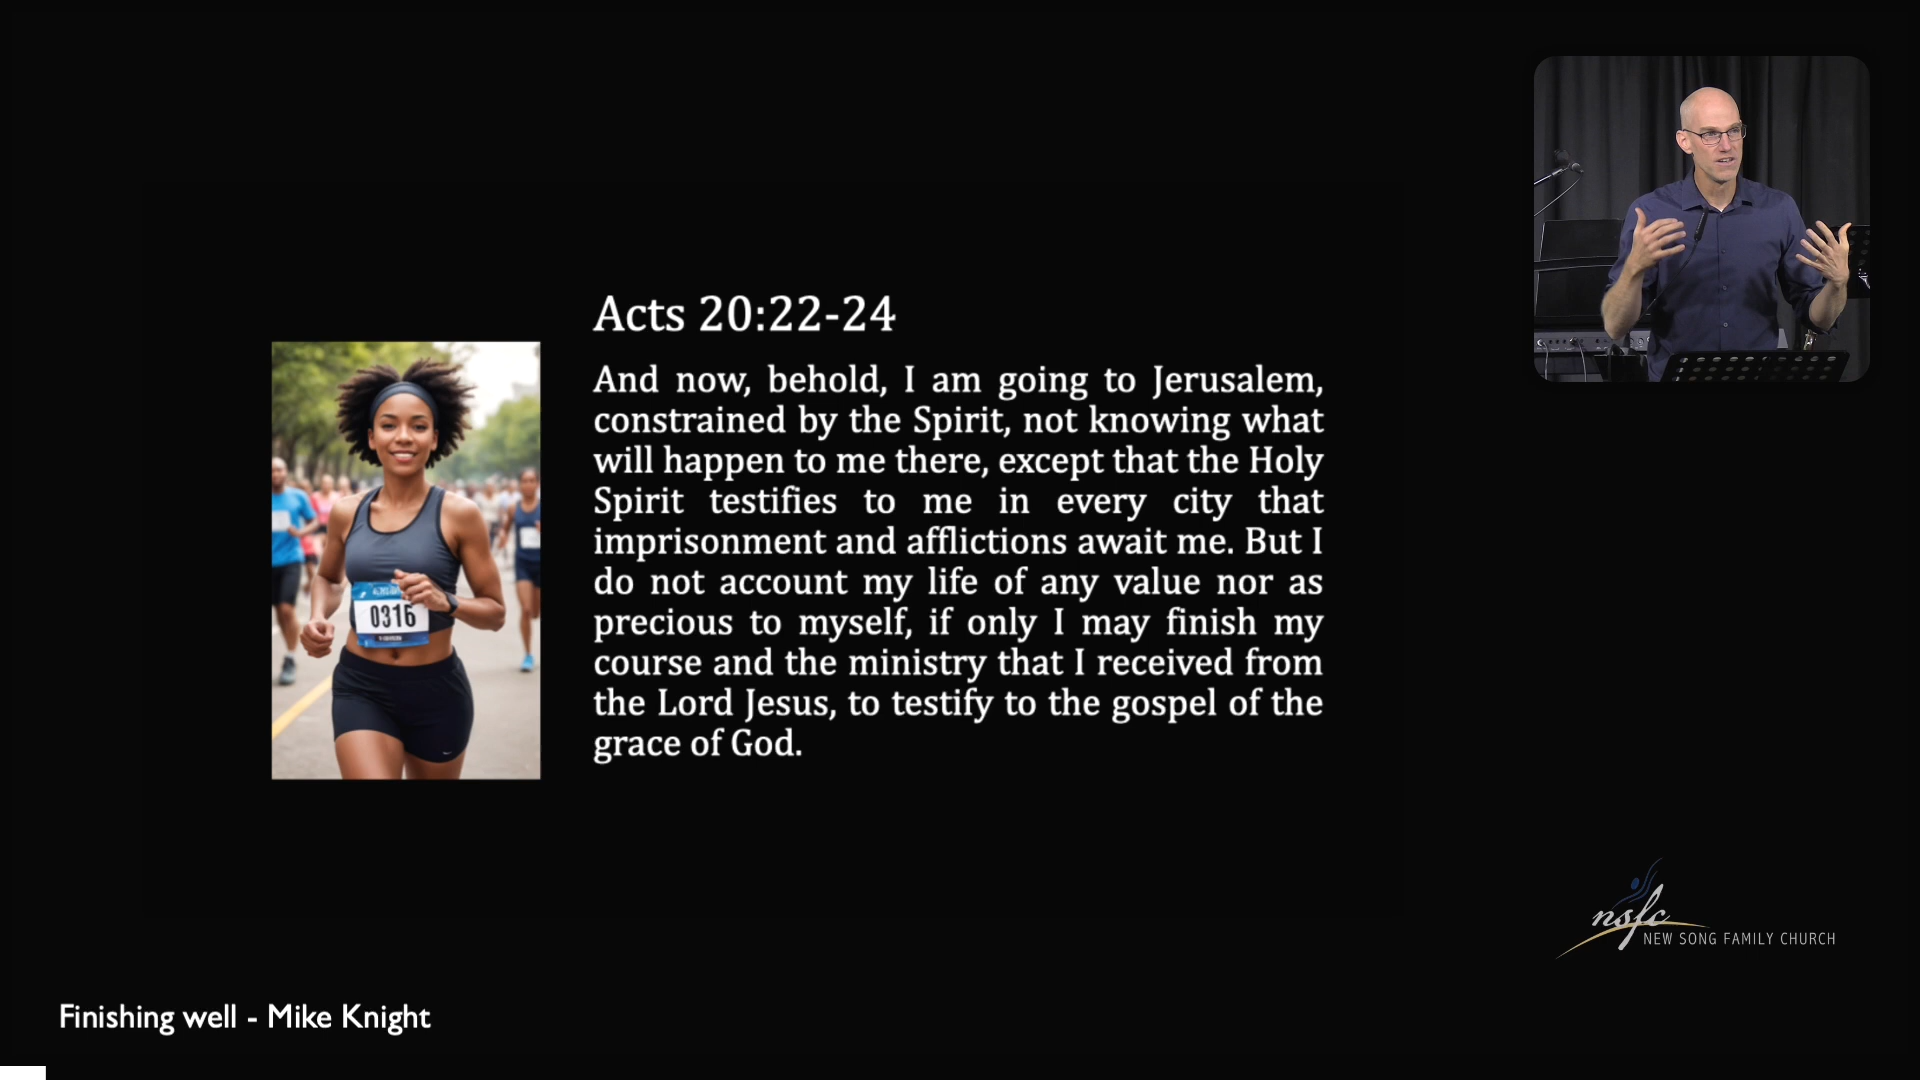 Acts 20:22-24
And now, behold, I am going to Jerusalem,
constrained by the Spirit, not knowing what
will happen to me there, except that the Holy
Spirit testifies to me in every city that
imprisonment and afflictions await me. But I
do not account my life of any value nor as
precious to myself, if only I may finish my
course and the ministry that I received from
the Lord Jesus, to testify to the gospel of the
grace of God.
0316
nsfc
NEW SONG FAMILY CHURCH
Finishing well - Mike Knight